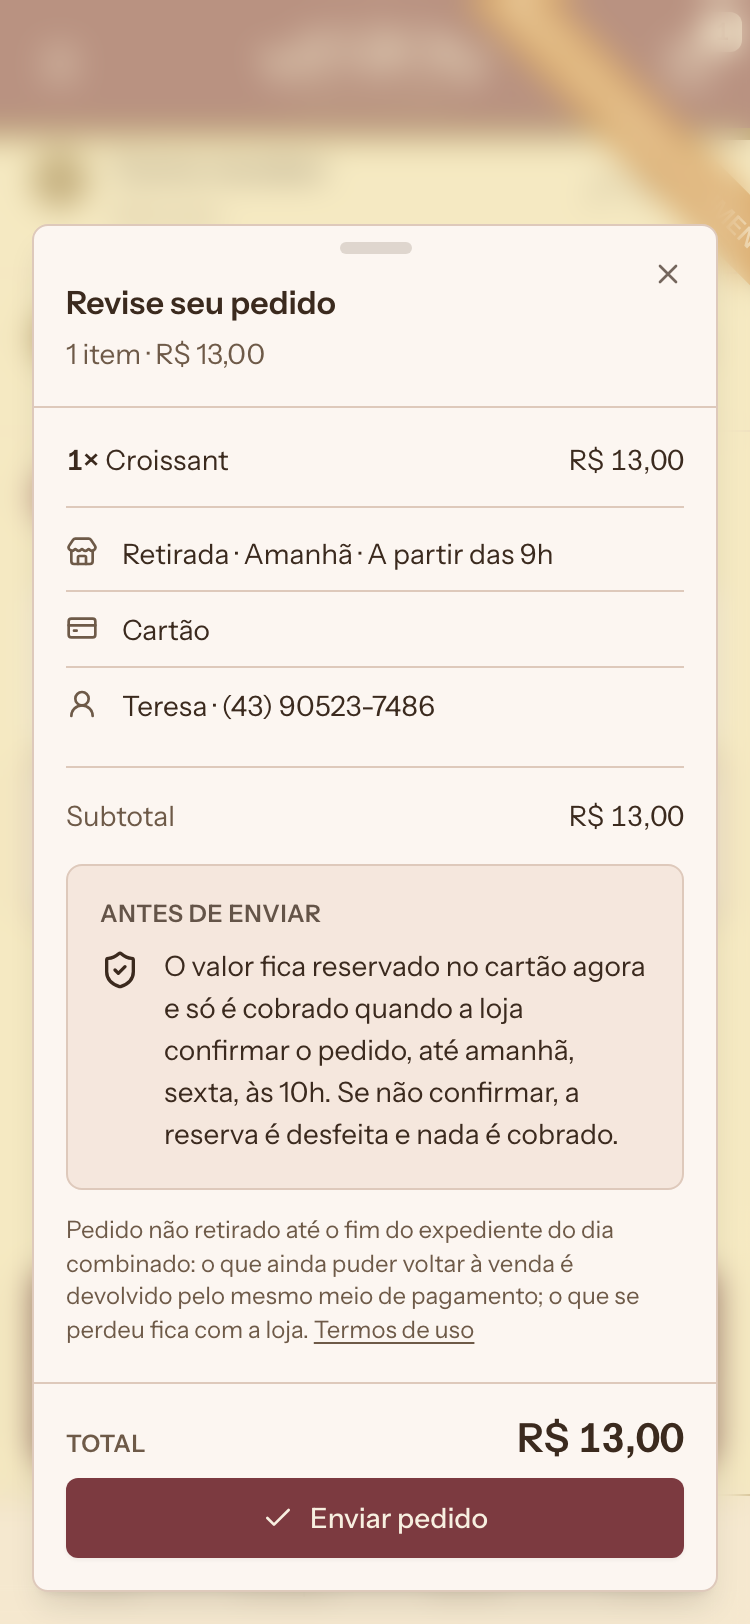 Revise seu pedido
1 item · R$ 13,00
1× Croissant R$ 13,00
Retirada · Amanhã · A partir das 9h
Cartão
Teresa · (43) 90523-7486
Subtotal R$ 13,00
ANTES DE ENVIAR
O valor fica reservado no cartão agora
e só é cobrado quando a loja
confirmar o pedido, até amanhã,
sexta, às 10h. Se não confirmar, a
reserva é desfeita e nada é cobrado.
Pedido não retirado até o fim do expediente do dia
combinado: o que ainda puder voltar à venda é
devolvido pelo mesmo meio de pagamento; o que se
perdeu fica com a loja. Termos de uso
TOTAL R$ 13,00
Enviar pedido